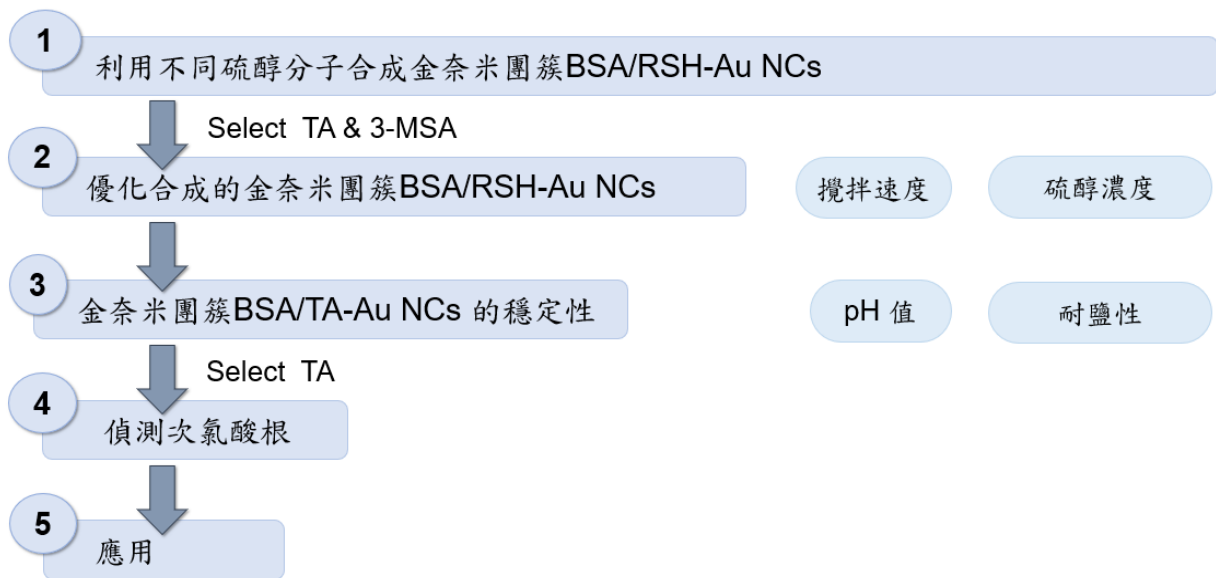 1
利用不同硫醇分子合成金奈米團簇BSA/RSH-Au NCs
Select TA & 3-MSA
2
優化合成的金奈米團簇BSA/RSH-Au NCs
攪拌速度
硫醇濃度
3
金奈米團簇BSA/TA-Au NCs 的穩定性
pH 值
耐鹽性
Select TA
4
偵測次氯酸根
5
應用